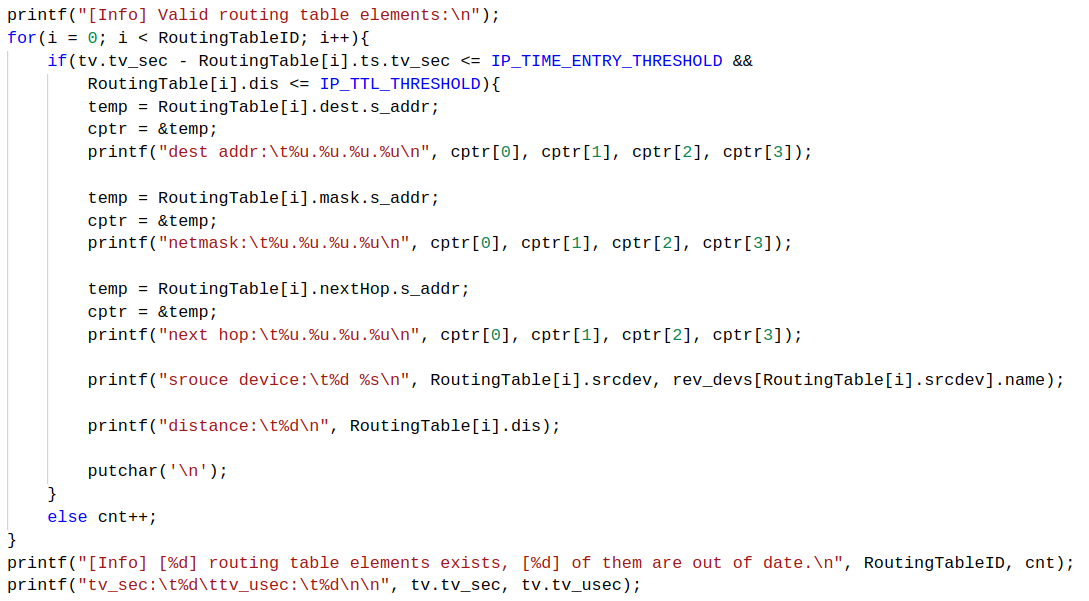 printf("[Info] Valid routing table elements:\n");
for(i = 0; i < RoutingTableID; i++){
    if(tv.tv_sec - RoutingTable[i].ts.tv_sec <= IP_TIME_ENTRY_THRESHOLD &&
        RoutingTable[i].dis <= IP_TTL_THRESHOLD){
        temp = RoutingTable[i].dest.s_addr;
        cptr = &temp;
        printf("dest addr:\t%u.%u.%u.%u\n", cptr[0], cptr[1], cptr[2], cptr[3]);

        temp = RoutingTable[i].mask.s_addr;
        cptr = &temp;
        printf("netmask:\t%u.%u.%u.%u\n", cptr[0], cptr[1], cptr[2], cptr[3]);

        temp = RoutingTable[i].nextHop.s_addr;
        cptr = &temp;
        printf("next hop:\t%u.%u.%u.%u\n", cptr[0], cptr[1], cptr[2], cptr[3]);

        printf("srouce device:\t%d %s\n", RoutingTable[i].srcdev, rev_devs[RoutingTable[i].srcdev].name);

        printf("distance:\t%d\n", RoutingTable[i].dis);

        putchar('\n');
    }
    else cnt++;
}
printf("[Info] [%d] routing table elements exists, [%d] of them are out of date.\n", RoutingTableID, cnt);
printf("tv_sec:\t%d\ttv_usec:\t%d\n\n", tv.tv_sec, tv.tv_usec);